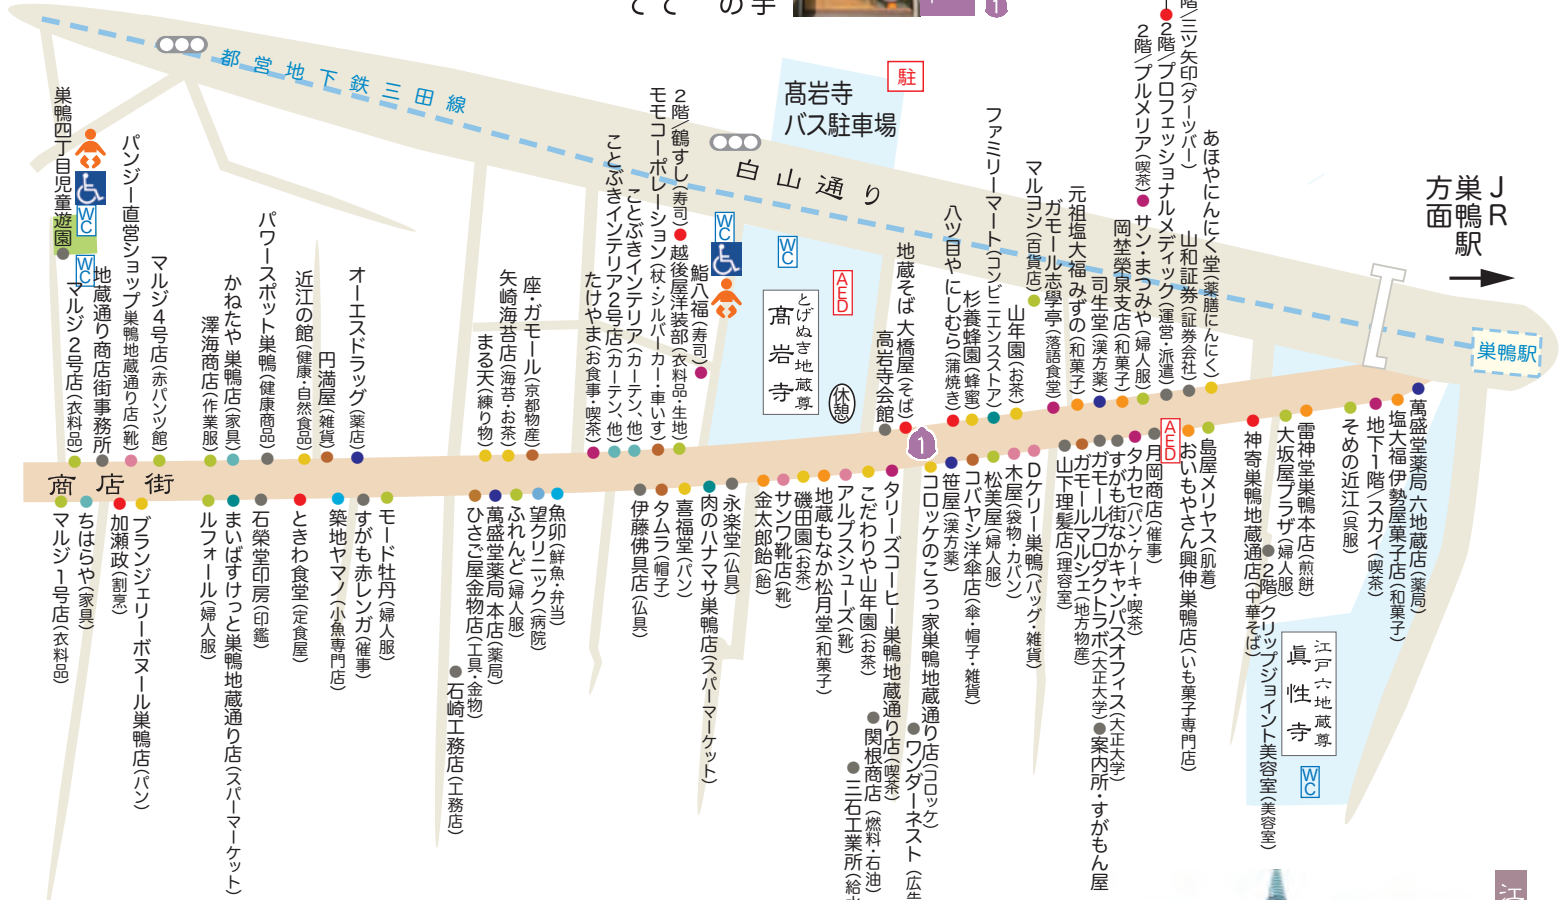 都営地下鉄三田線
白山通り
髙岩寺
バス駐車場
駐
JR
巣鴨駅
方面
巣鴨駅
商店街
巣鴨四丁目児童遊園
WC
WC
マルジ2号店(衣料品)
地蔵通り商店街事務所
パンジー直営ショップ巣鴨地蔵通り店(靴)
マルジ4号店(赤パンツ館)
澤海商店(作業服)
かねたや 巣鴨店(家具)
パワースポット巣鴨(健康商品)
近江の館(健康・自然食品)
円満屋(雑貨)
オーエスドラッグ(薬店)
まる天(練り物)
矢崎海苔店(海苔・お茶)
座・ガモール(京都物産)
たけやま(お食事・喫茶)
ことぶきインテリア2号店(カーテン、他)
ことぶきインテリア(カーテン、他)
モモコーポレーション(杖・シルバーカー・車いす)
2階/鶴すし(寿司)
越後屋洋装部(衣料品・生地)
鮨八福(寿司)
WC
WC
AED
とげぬき地蔵尊
髙岩寺
休憩
高岩寺会館
地蔵そば 大橋屋(そば)
1
八ツ目や にしむら(蒲焼き)
杉養蜂園(蜂蜜)
ファミリーマート(コンビニエンスストア)
山年園(お茶)
マルヨシ(百貨店)
ガモール志學亭(落語食堂)
元祖塩大福 みずの(和菓子)
司生堂(漢方薬)
岡埜榮泉支店(和菓子)
2階/プルメリア(喫茶)
サン・まつみや(婦人服)
2階/プロフェッショナルメディック(運営・派遣)
階/三ツ矢印(ダーツバー)
山和証券(証券会社)
あほやにんにく堂(薬膳にんにく)
マルジ1号店(衣料品)
ちはらや(家具)
加瀬政(割烹)
ブランジェリーボヌール巣鴨店(パン)
ルフォール(婦人服)
まいばすけっと巣鴨地蔵通り店(スーパーマーケット)
石榮堂印房(印鑑)
ときわ食堂(定食屋)
築地ヤマノ(小魚専門店)
すがも赤レンガ(催事)
モード牡丹(婦人服)
石崎工務店(工務店)
ひさご屋金物店(工具・金物)
萬盛堂薬局 本店(薬局)
ふれんど(婦人服)
望クリニック(病院)
魚卯(鮮魚・弁当)
伊藤佛具店(仏具)
タムラ(帽子)
喜福堂(パン)
肉のハナマサ巣鴨店(スパーマーケット)
永楽堂(仏具)
金太郎飴(飴)
サンワ靴店(靴)
磯田園(お茶)
地蔵もなか松月堂(和菓子)
アルプスシューズ(靴)
こだわりや山年園(お茶)
タリーズコーヒー巣鴨地蔵通り店(喫茶)
三石工業所(給水
関根商店(燃料・石油)
ワンダーネスト(広告
コロッケのころっ家巣鴨地蔵通り店(コロッケ)
笹屋(漢方薬)
コバヤシ洋傘店(傘・帽子・雑貨)
松美屋(婦人服)
木屋(袋物・カバン)
Dケリー巣鴨(バッグ・雑貨)
山下理髪店(理容室)
ガモールマルシェ(地方物産)
ガモールプロダクトラボ(大正大学)
案内所・すがもん屋
すがも街なかキャンパスオフィス(大正大学)
タカセ(パン・ケーキ・喫茶)
月岡商店(催事)
AED
おいもやさん興伸巣鴨店(いも菓子専門店)
島屋メリヤス(肌着)
神寄巣鴨地蔵通店(中華そば)
2階/クリップジョイント美容室(美容室)
大坂屋プラザ(婦人服)
雷神堂巣鴨本店(煎餅)
そめの近江(呉服)
地下1階/スカイ(喫茶)
塩大福 伊勢屋菓子店(和菓子)
萬盛堂薬局 六地蔵店(薬局)
江戸六地蔵尊
眞性寺
WC
江